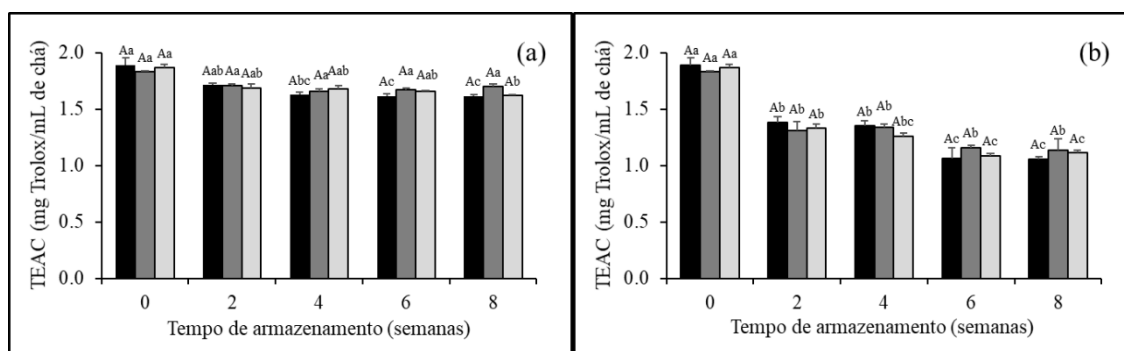 (a)
TEAC (mg Trolox/mL de chá)
2.0
1.5
1.0
0.5
0.0
Aa Aa Aa
Aab Aa Aab
Abc Aa Aab
Ac Aa Aab
Ac Aa Ab
0 2 4 6 8
Tempo de armazenamento (semanas)
(b)
TEAC (mg Trolox/mL de chá)
2.0
1.5
1.0
0.5
0.0
Aa Aa Aa
Ab Ab Ab
Ab Ab Abc
Ac Ab Ac
Ac Ab Ac
0 2 4 6 8
Tempo de armazenamento (semanas)